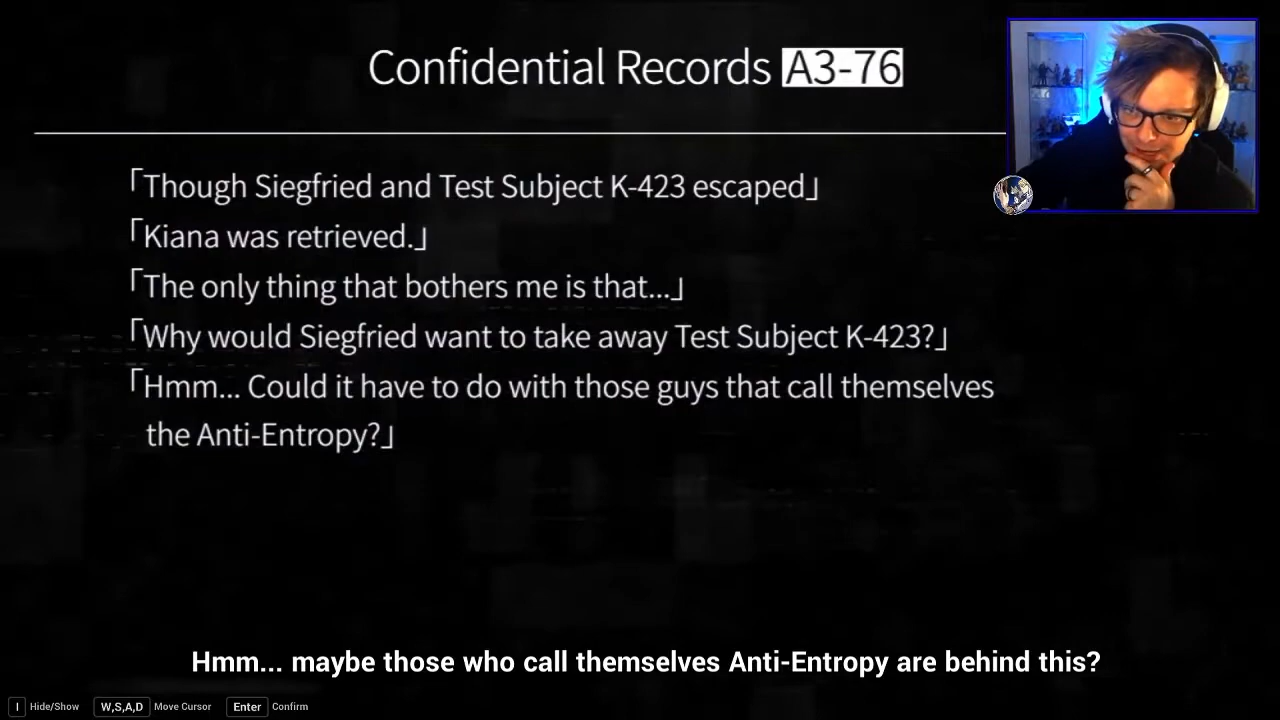 Confidential Records A3-76
「Though Siegfried and Test Subject K-423 escaped」
「Kiana was retrieved.」
「The only thing that bothers me is that...」
「Why would Siegfried want to take away Test Subject K-423?」
「Hmm... Could it have to do with those guys that call themselves
the Anti-Entropy?」
Hmm... maybe those who call themselves Anti-Entropy are behind this?
I Hide/Show W,S,A,D Move Cursor Enter Confirm